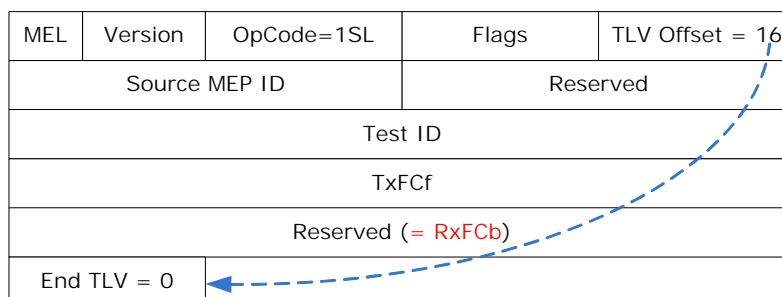 MEL Version OpCode=1SL Flags TLV Offset = 16
Source MEP ID Reserved
Test ID
TxFCf
Reserved (= RxFCb)
End TLV = 0